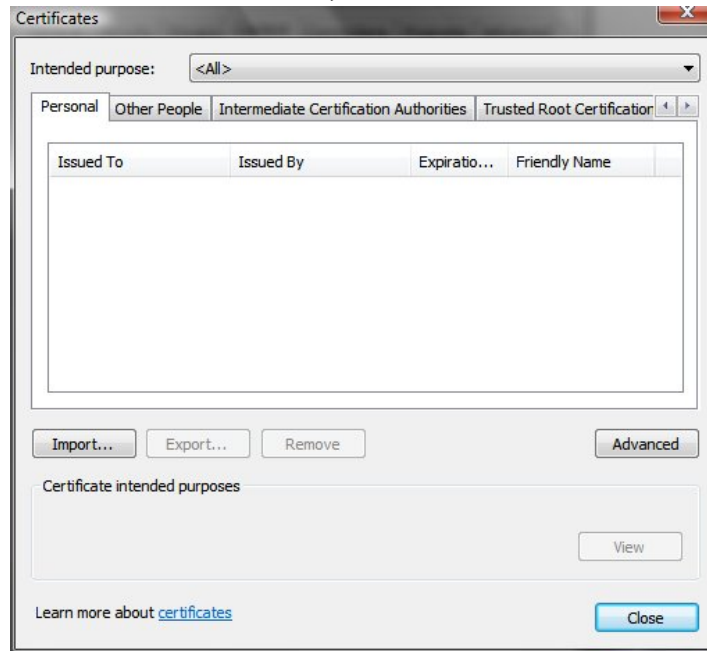 Certificates
Intended purpose: <All>
Personal Other People Intermediate Certification Authorities Trusted Root Certification
Issued To Issued By Expiratio... Friendly Name
Import... Export... Remove Advanced
Certificate intended purposes
View
Learn more about certificates
Close